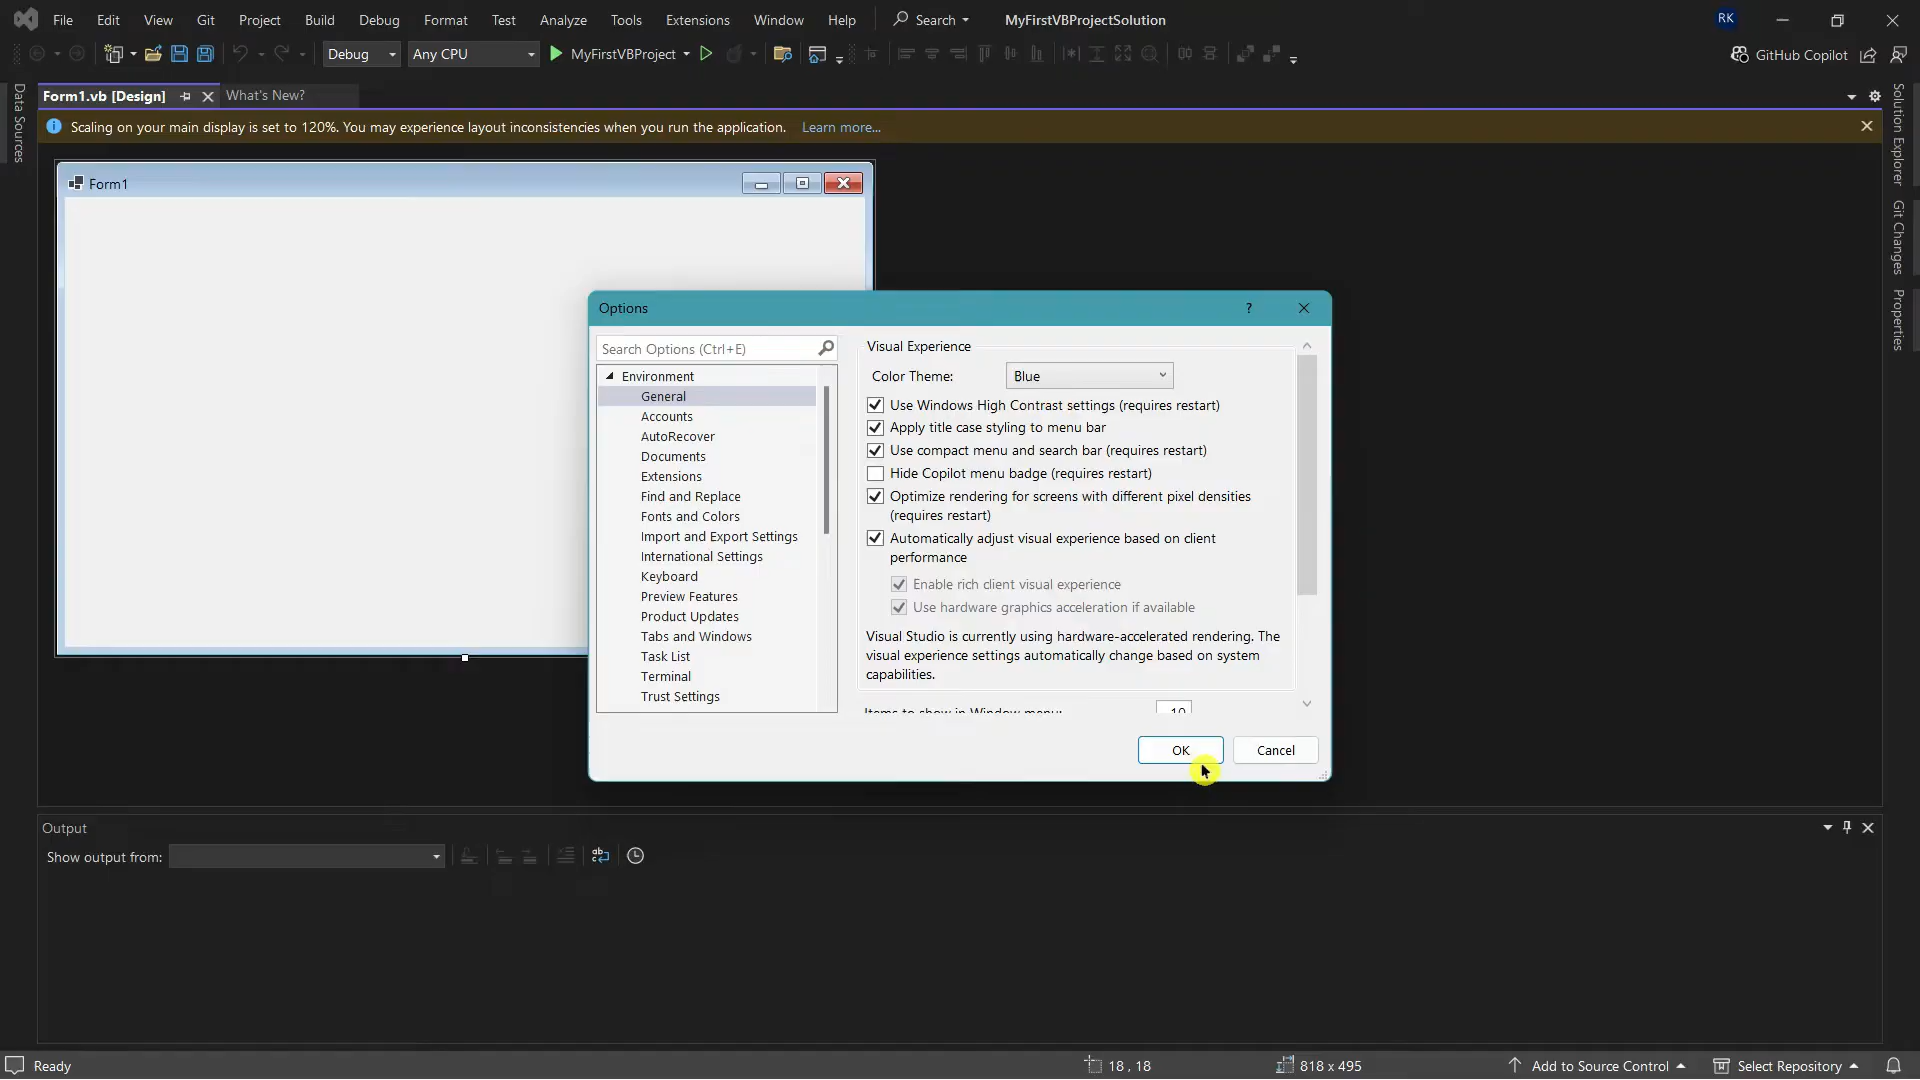 File Edit View Git Project Build Debug Format Test Analyze Tools Extensions Window Help Search MyFirstVBProjectSolution RK
Debug Any CPU MyFirstVBProject GitHub Copilot
Form1.vb [Design] What's New?
Scaling on your main display is set to 120%. You may experience layout inconsistencies when you run the application. Learn more...
Data Sources
Solution Explorer
Git Changes
Properties
Form1
Options ?
Search Options (Ctrl+E)
Environment
General
Accounts
AutoRecover
Documents
Extensions
Find and Replace
Fonts and Colors
Import and Export Settings
International Settings
Keyboard
Preview Features
Product Updates
Tabs and Windows
Task List
Terminal
Trust Settings
Visual Experience
Color Theme: Blue
Use Windows High Contrast settings (requires restart)
Apply title case styling to menu bar
Use compact menu and search bar (requires restart)
Hide Copilot menu badge (requires restart)
Optimize rendering for screens with different pixel densities
(requires restart)
Automatically adjust visual experience based on client
performance
Enable rich client visual experience
Use hardware graphics acceleration if available
Visual Studio is currently using hardware-accelerated rendering. The
visual experience settings automatically change based on system
capabilities.
Items to show in Window menu: 10
OK Cancel
Output
Show output from:
Ready 18 , 18 818 x 495 Add to Source Control Select Repository